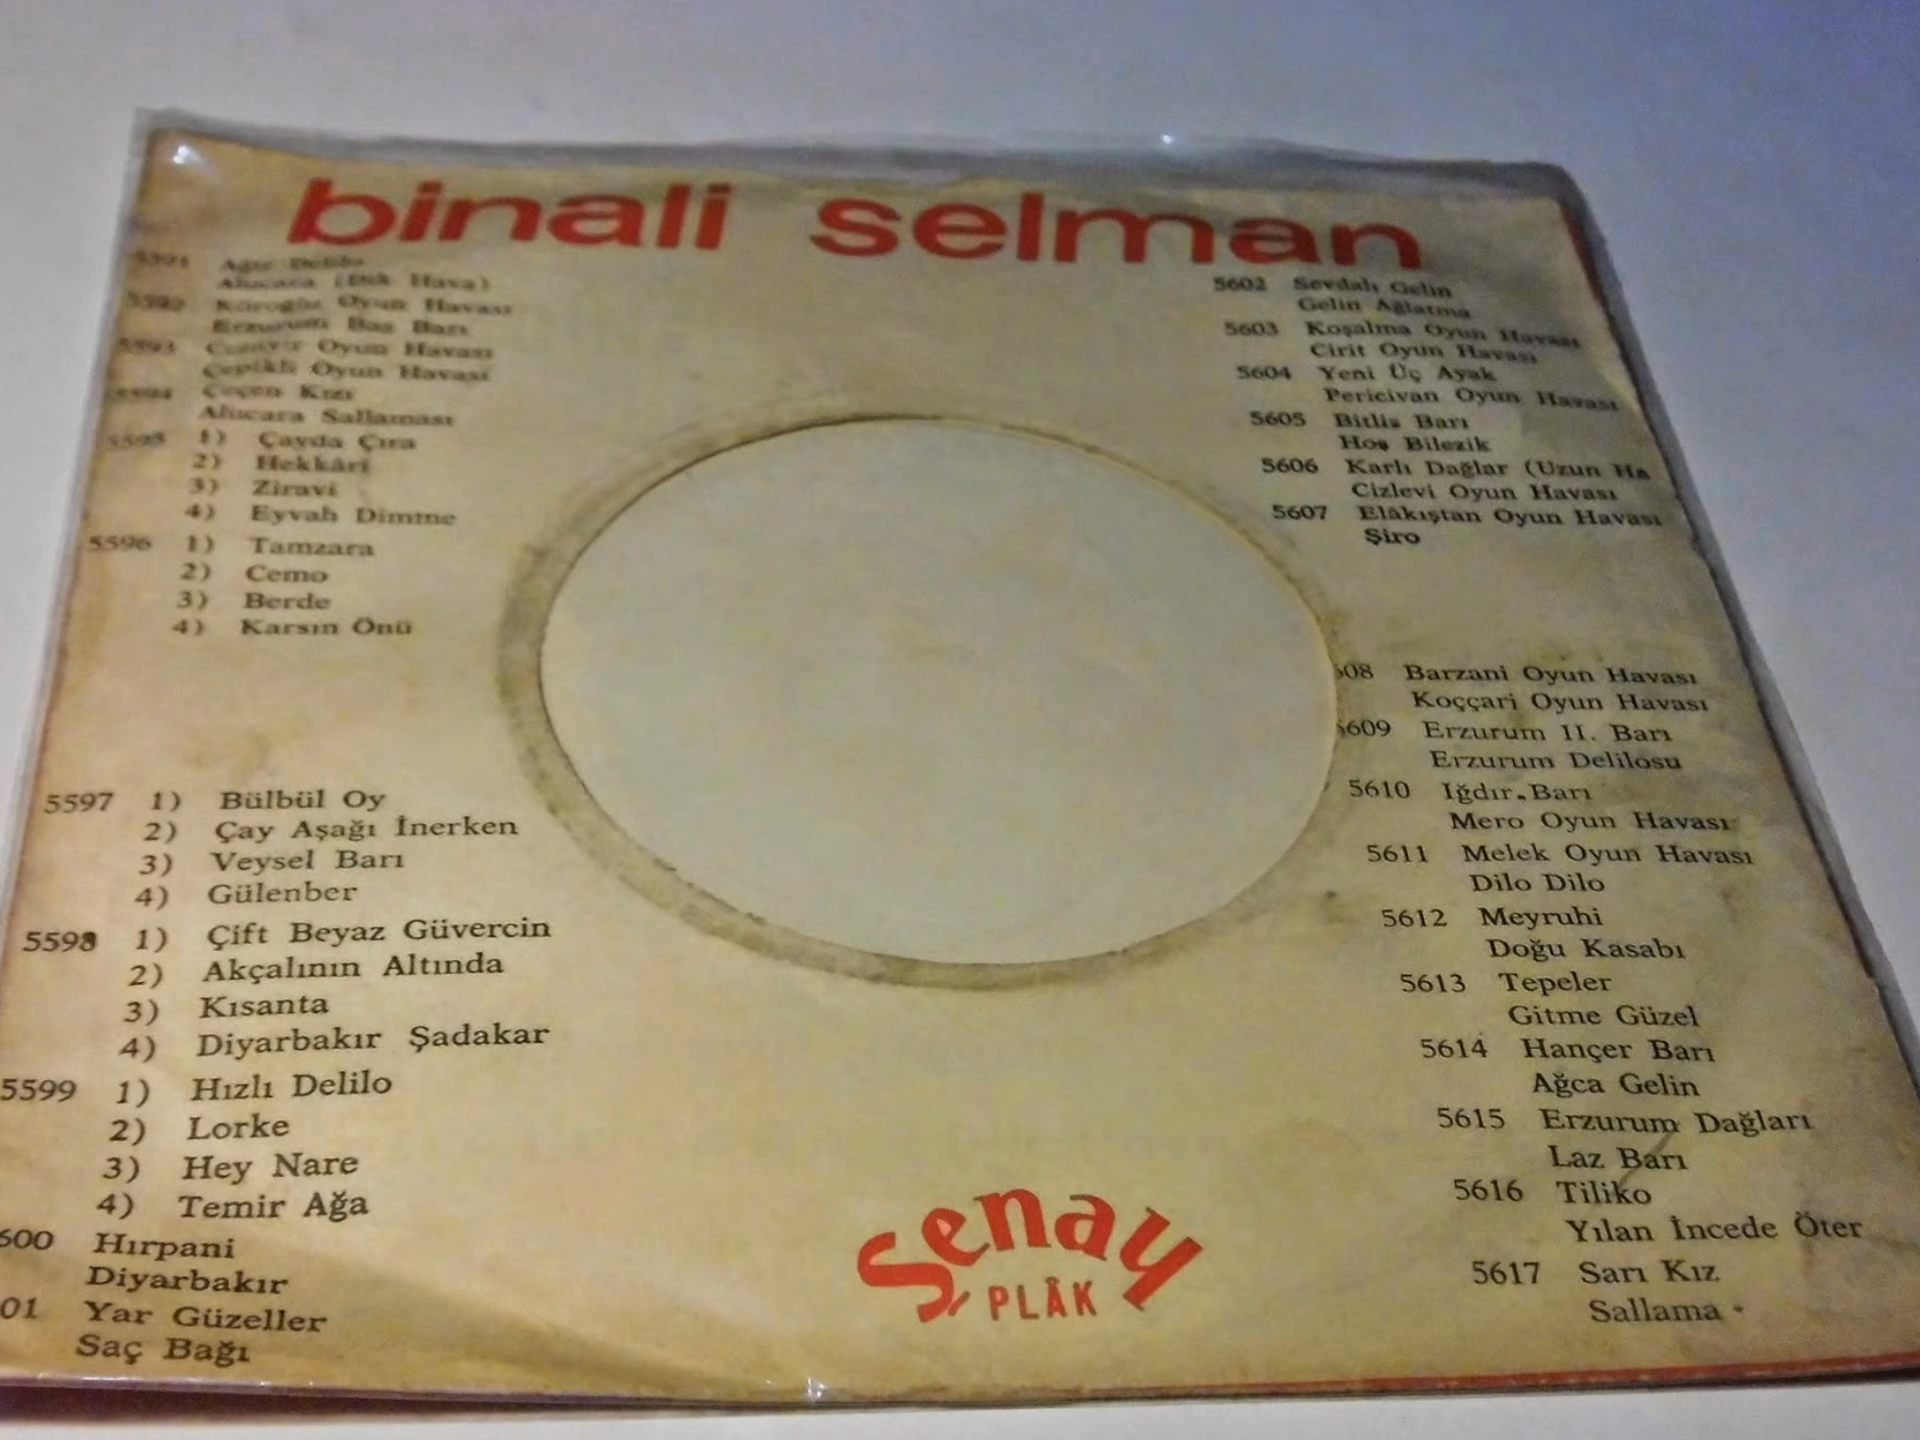 binali selman
5591 Ağır Delilo
Alucara (Dik Hava)
5592 Köroğlu Oyun Havası
Erzurum Baş Barı
5593 Oyun Havası
Çepikli Oyun Havası
5594 Çeçen Kızı
Alucara Sallaması
5595 1) Çayda Çıra
2) Hekkâri
3) Ziravi
4) Eyvah Dimme
5596 1) Tamzara
2) Cemo
3) Berde
4) Karsın Önü
5597 1) Bülbül Oy
2) Çay Aşağı İnerken
3) Veysel Barı
4) Gülenber
5598 1) Çift Beyaz Güvercin
2) Akçalının Altında
3) Kısanta
4) Diyarbakır Şadakar
5599 1) Hızlı Delilo
2) Lorke
3) Hey Nare
4) Temir Ağa
600 Hırpani
Diyarbakır
01 Yar Güzeller
Saç Bağı
5602 Sevdalı Gelin
Gelin Ağlatma
5603 Koşalma Oyun Havası
Cirit Oyun Havası
5604 Yeni Üç Ayak
Pericivan Oyun Havası
5605 Bitlis Barı
Hoş Bilezik
5606 Karlı Dağlar (Uzun Ha
Cizlevi Oyun Havası
5607 Elâkıştan Oyun Havası
Şiro
608 Barzani Oyun Havası
Koççari Oyun Havası
5609 Erzurum II. Barı
Erzurum Delilosu
5610 Iğdır Barı
Mero Oyun Havası
5611 Melek Oyun Havası
Dilo Dilo
5612 Meyruhi
Doğu Kasabı
5613 Tepeler
Gitme Güzel
5614 Hançer Barı
Ağca Gelin
5615 Erzurum Dağları
Laz Barı
5616 Tiliko
Yılan İncede Öter
5617 Sarı Kız
Sallama
Şenay
PLÂK